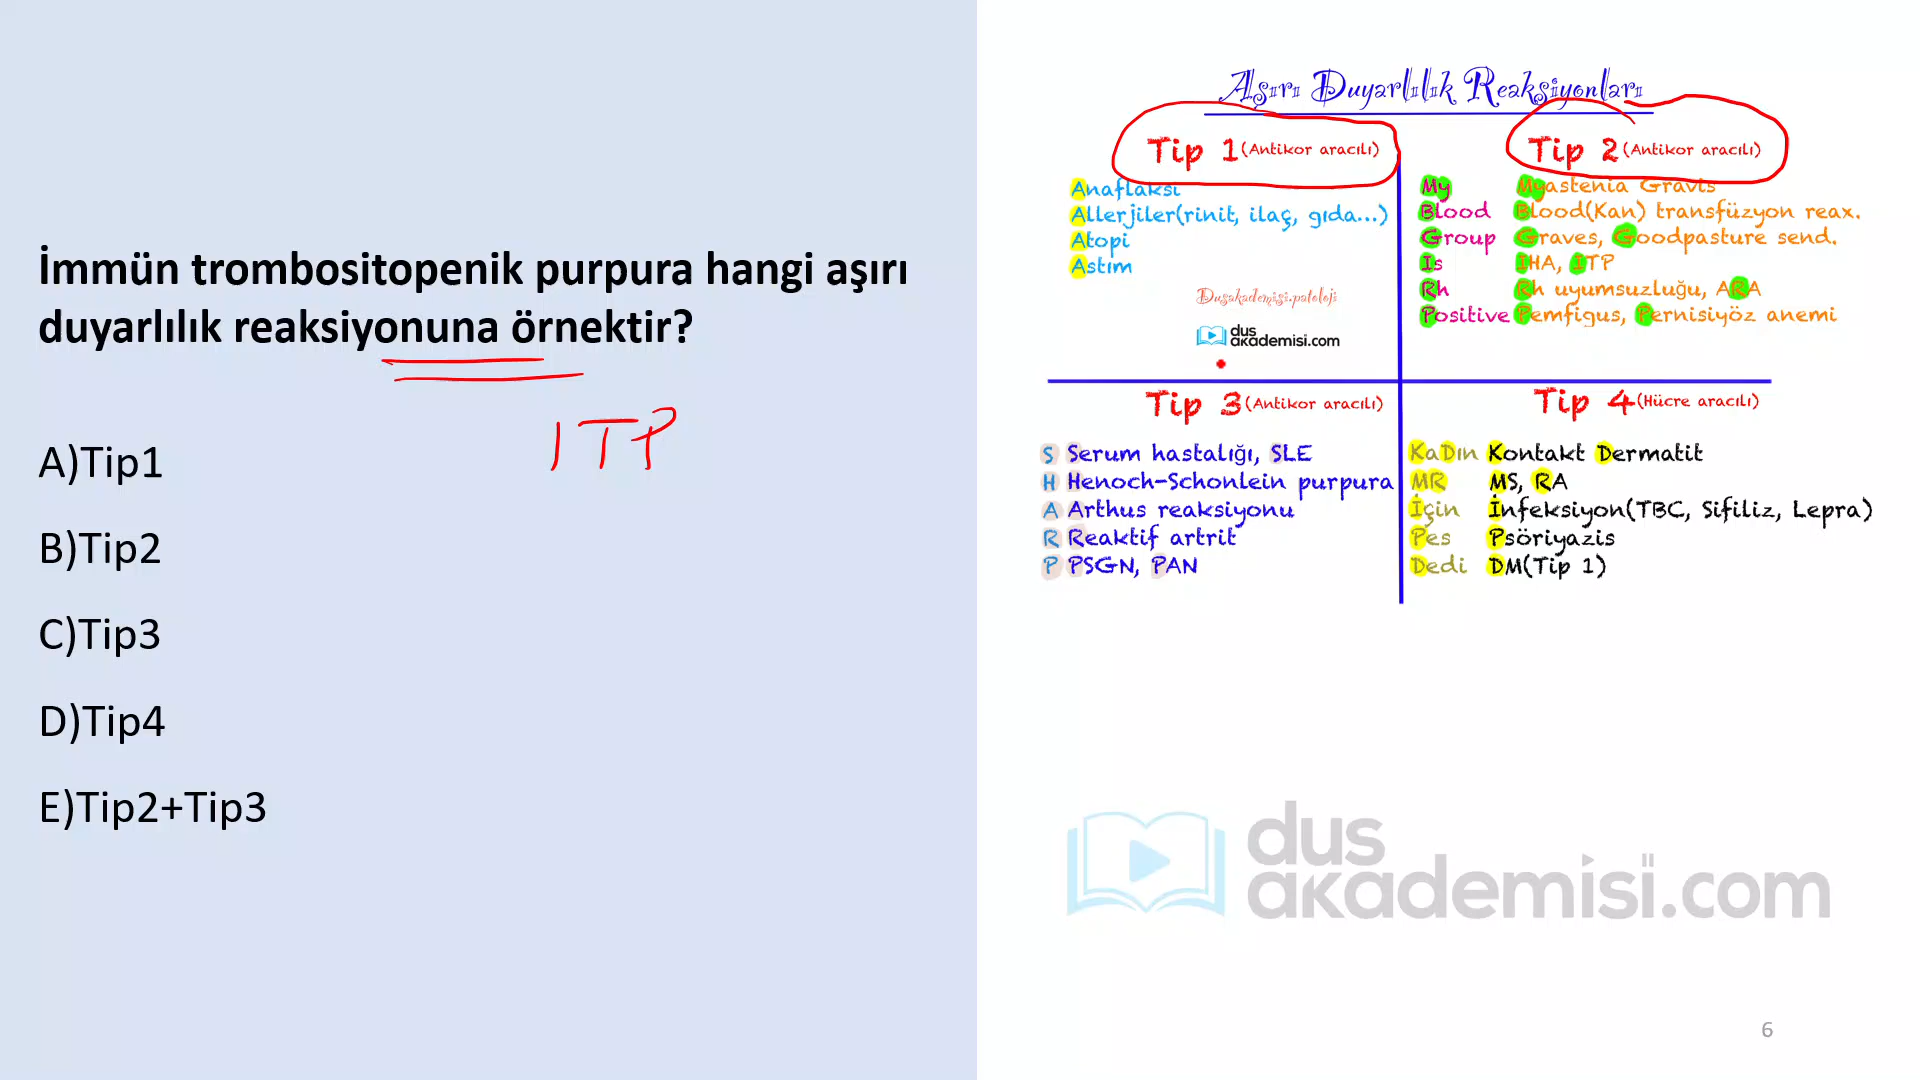 İmmün trombositopenik purpura hangi aşırı
duyarlılık reaksiyonuna örnektir?
ITP
A)Tip1
B)Tip2
C)Tip3
D)Tip4
E)Tip2+Tip3
Aşırı Duyarlılık Reaksiyonları
Tip 1(Antikor aracılı)
Anaflaksi
Allerjiler(rinit, ilaç, gıda...)
Atopi
Astım
Dusakademisi.patoloji
dus
akademisi.com
Tip 2(Antikor aracılı)
My Myastenia Gravis
Blood Blood(Kan) transfüzyon reax.
Group Graves, Goodpasture send.
Is IHA, ITP
Rh Rh uyumsuzluğu, ARA
Positive Pemfigus, Pernisiyöz anemi
Tip 3(Antikor aracılı)
S Serum hastalığı, SLE
H Henoch-Schonlein purpura
A Arthus reaksiyonu
R Reaktif artrit
P PSGN, PAN
Tip 4(Hücre aracılı)
KaDın Kontakt Dermatit
MR MS, RA
İçin İnfeksiyon(TBC, Sifiliz, Lepra)
Pes Psöriyazis
Dedi DM(Tip 1)
dus
akademisi.com
6